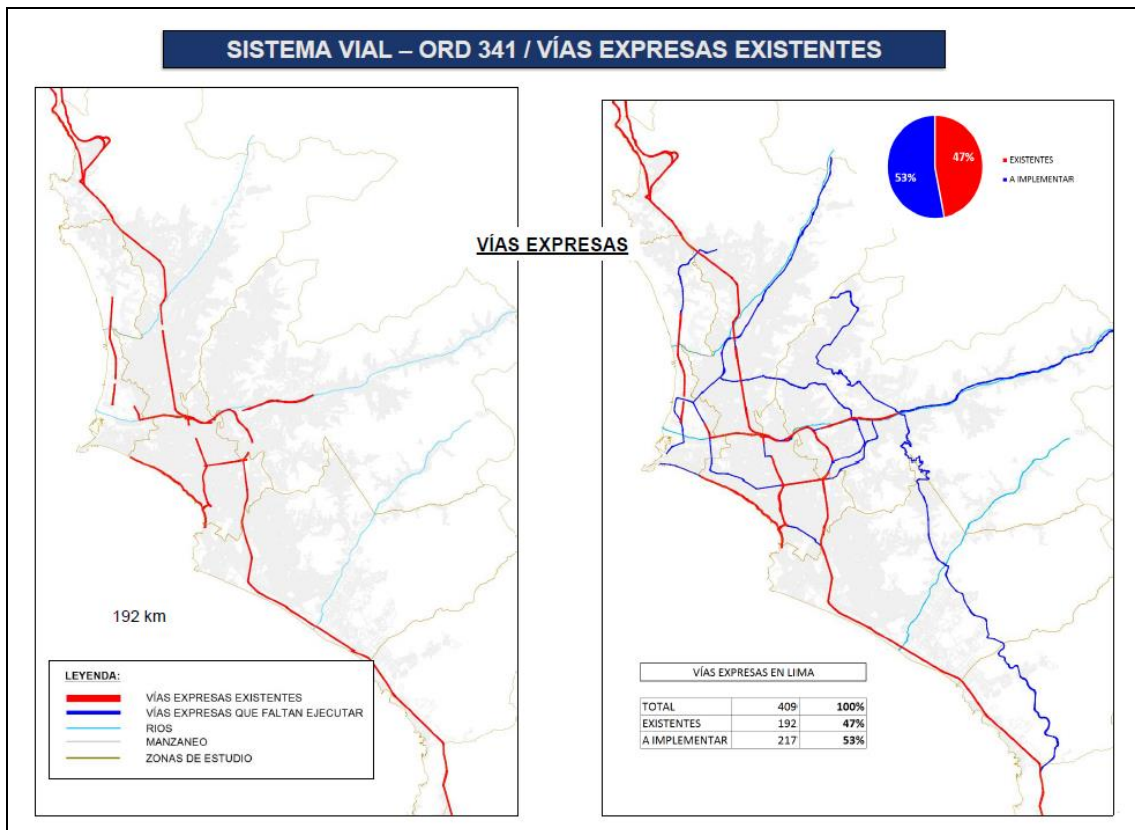 SISTEMA VIAL – ORD 341 / VÍAS EXPRESAS EXISTENTES
VÍAS EXPRESAS
192 km
LEYENDA:
VÍAS EXPRESAS EXISTENTES
VÍAS EXPRESAS QUE FALTAN EJECUTAR
RIOS
MANZANEO
ZONAS DE ESTUDIO
47%
53%
EXISTENTES
A IMPLEMENTAR
VÍAS EXPRESAS EN LIMA
TOTAL 409 100%
EXISTENTES 192 47%
A IMPLEMENTAR 217 53%